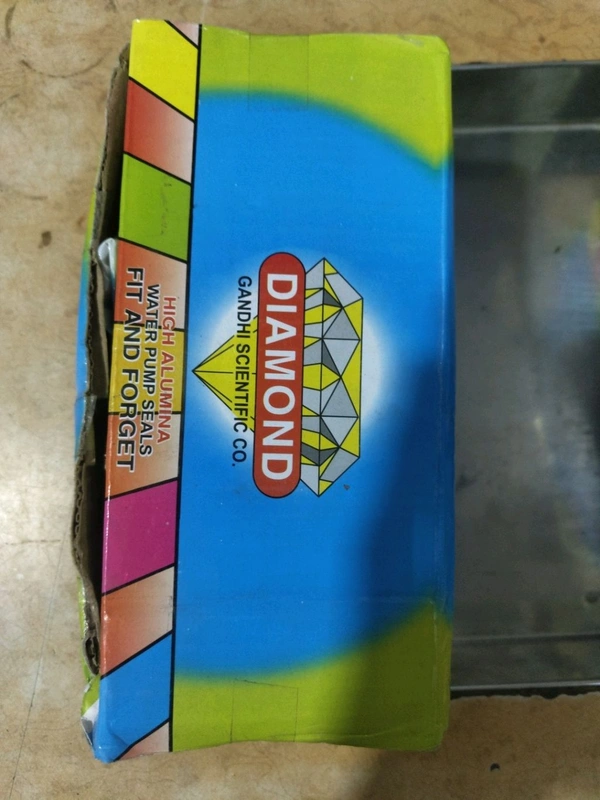 DIAMOND
GANDHI SCIENTIFIC CO.
HIGH ALUMINA
WATER PUMP SEALS
FIT AND FORGET